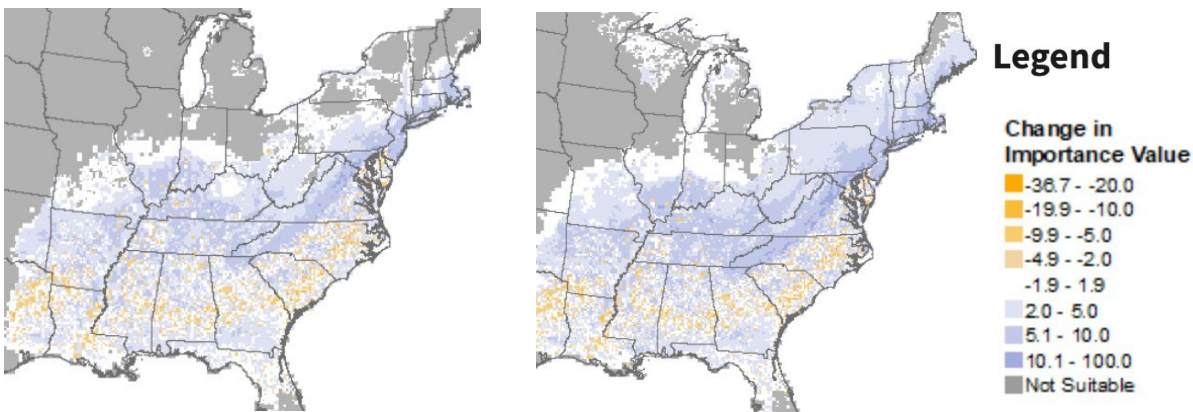 Legend
Change in
Importance Value
-36.7 - -20.0
-19.9 - -10.0
-9.9 - -5.0
-4.9 - -2.0
-1.9 - 1.9
2.0 - 5.0
5.1 - 10.0
10.1 - 100.0
Not Suitable